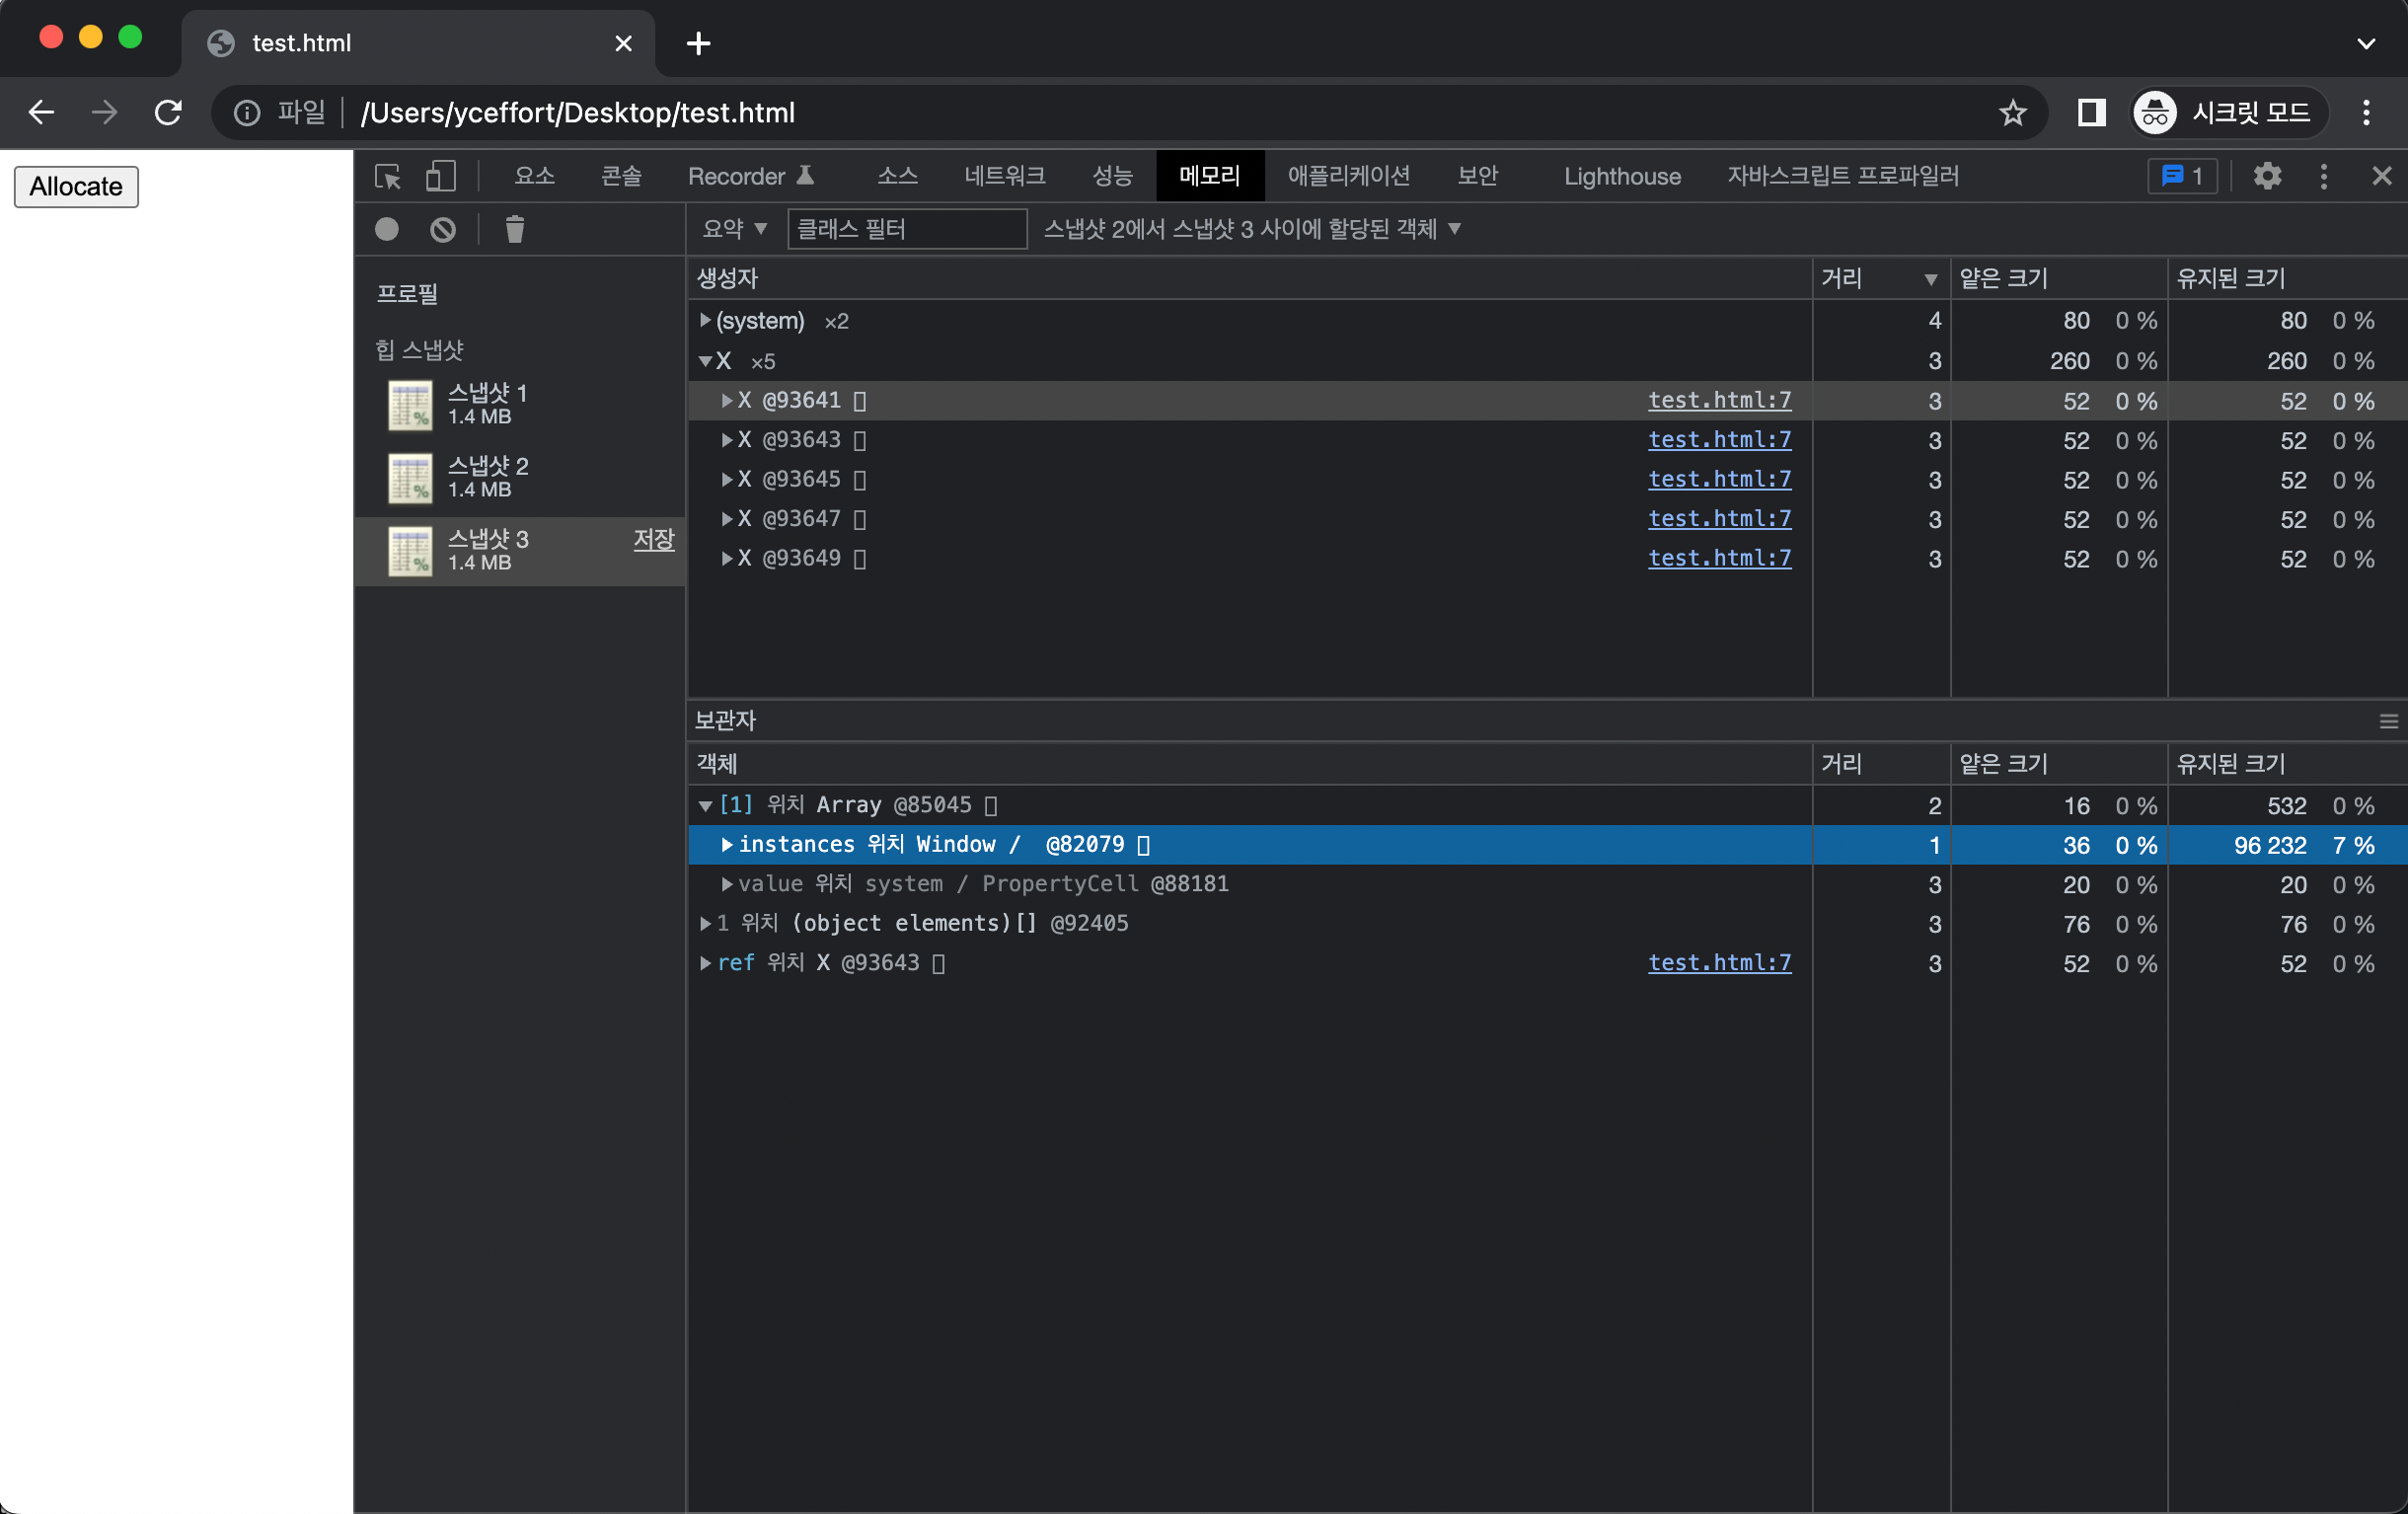 test.html
파일 /Users/yceffort/Desktop/test.html 시크릿 모드
Allocate
요소 콘솔 Recorder 소스 네트워크 성능 메모리 애플리케이션 보안 Lighthouse 자바스크립트 프로파일러 1
요약 ▼ 클래스 필터 스냅샷 2에서 스냅샷 3 사이에 할당된 객체 ▼
프로필
힙 스냅샷
스냅샷 1
1.4 MB
스냅샷 2
1.4 MB
스냅샷 3 저장
1.4 MB
생성자 거리 ▼ 얕은 크기 유지된 크기
(system) ×2 4 80 0 % 80 0 %
X ×5 3 260 0 % 260 0 %
X @93641 test.html:7 3 52 0 % 52 0 %
X @93643 test.html:7 3 52 0 % 52 0 %
X @93645 test.html:7 3 52 0 % 52 0 %
X @93647 test.html:7 3 52 0 % 52 0 %
X @93649 test.html:7 3 52 0 % 52 0 %
보관자
객체 거리 얕은 크기 유지된 크기
[1] 위치 Array @85045 2 16 0 % 532 0 %
instances 위치 Window / @82079 1 36 0 % 96 232 7 %
value 위치 system / PropertyCell @88181 3 20 0 % 20 0 %
1 위치 (object elements)[] @92405 3 76 0 % 76 0 %
ref 위치 X @93643 test.html:7 3 52 0 % 52 0 %